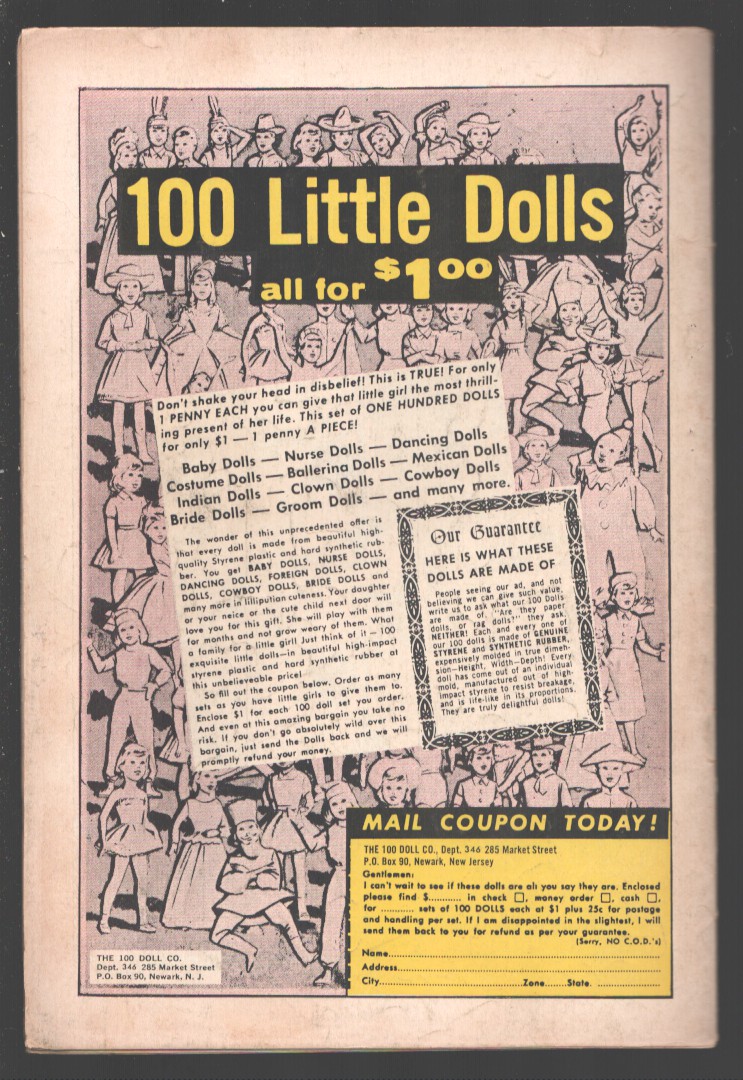 100 Little Dolls
all for $1.00
Don't shake your head in disbelief! This is TRUE! For only
1 PENNY EACH you can give that little girl the most thrill-
ing present of her life. This set of ONE HUNDRED DOLLS
for only $1 — 1 penny A PIECE!
Baby Dolls — Nurse Dolls — Dancing Dolls
Costume Dolls — Ballerina Dolls — Mexican Dolls
Indian Dolls — Clown Dolls — Cowboy Dolls
Bride Dolls — Groom Dolls — and many more.
The wonder of this unprecedented offer is
that every doll is made from beautiful high-
quality Styrene plastic and hard synthetic rub-
ber. You get BABY DOLLS, NURSE DOLLS,
DANCING DOLLS, FOREIGN DOLLS, CLOWN
DOLLS, COWBOY DOLLS, BRIDE DOLLS and
many more in lilliputian cuteness. Your daughter
or your neice or the cute child next door will
love you for this gift. She will play with them
for months and not grow weary of them. What
a family for a little girl Just think of it — 100
exquisite little dolls—in beautiful high-impact
styrene plastic and hard synthetic rubber at
this unbelievable price!
So fill out the coupon below. Order as many
sets as you have little girls to give them to.
Enclose $1 for each 100 doll set you order.
And even at this amazing bargain you take no
risk. If you don't go absolutely wild over this
bargain, just send the Dolls back and we will
promptly refund your money.
Our Guarantee
HERE IS WHAT THESE
DOLLS ARE MADE OF
People seeing our ad, and not
believing we can give such value,
write us to ask what our 100 Dolls
are made of. "Are they paper
dolls, or rag dolls?" they ask.
NEITHER! Each and every one of
our 100 dolls is made of GENUINE
STYRENE and SYNTHETIC RUBBER,
expensively molded in true dimen-
sion—Height, Width—Depth! Every
doll has come out of an individual
mold, manufactured out of high-
impact styrene to resist breakage,
and is life-like in its proportions.
They are truly delightful dolls!
MAIL COUPON TODAY!
THE 100 DOLL CO., Dept. 346 285 Market Street
P.O. Box 90, Newark, New Jersey
Gentlemen:
I can't wait to see if these dolls are all you say they are. Enclosed
please find $........... in check □, money order □, cash □,
for ........... sets of 100 DOLLS each at $1 plus 25c for postage
and handling per set. If I am disappointed in the slightest, I will
send them back to you for refund as per your guarantee.
(Sorry, NO C.O.D.'s)
Name
Address
City Zone State
THE 100 DOLL CO.
Dept. 346 285 Market Street
P.O. Box 90, Newark, N. J.